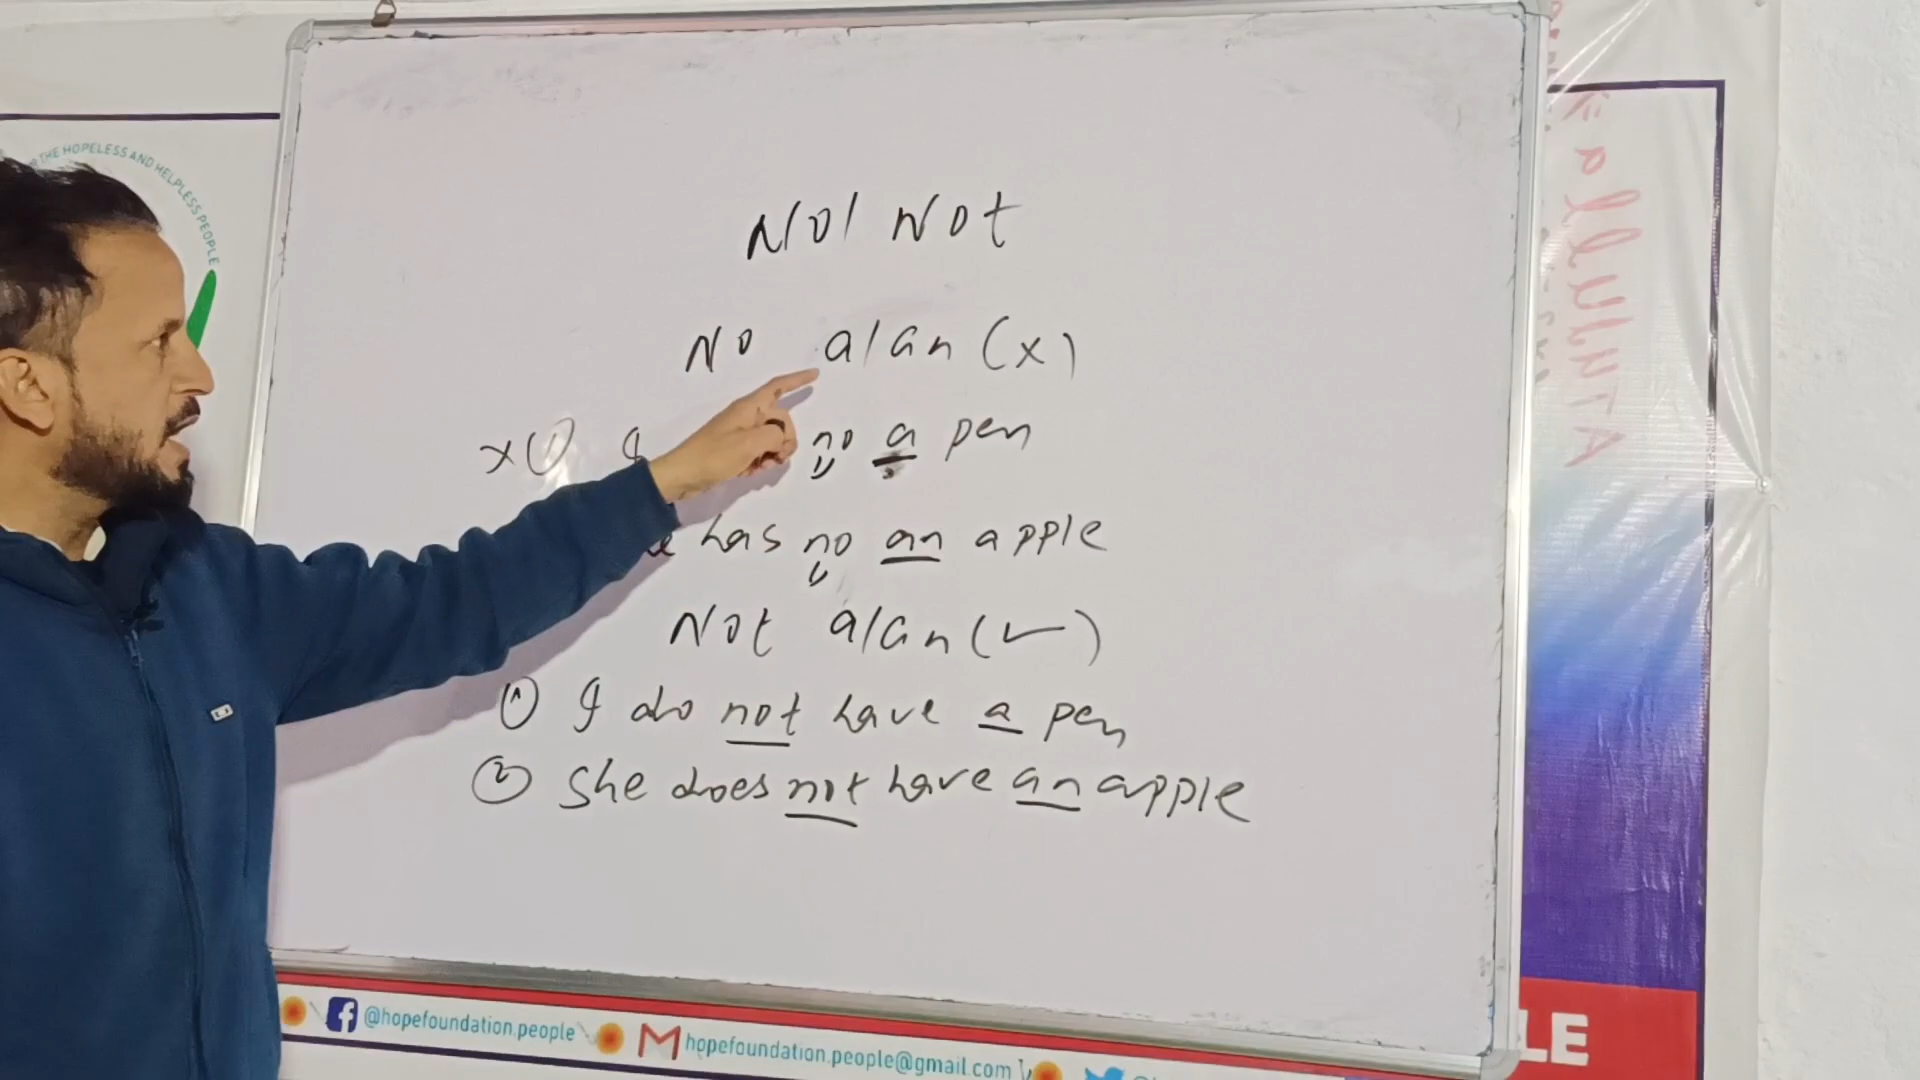 THE HOPELESS AND HELPLESS PEOPLE
No/ Not
No a/an (x)
x ① I no a pen
has no an apple
Not a/an (✓)
① I do not have a pen
② She does not have an apple
@hopefoundation.people hopefoundation.people@gmail.com
LE